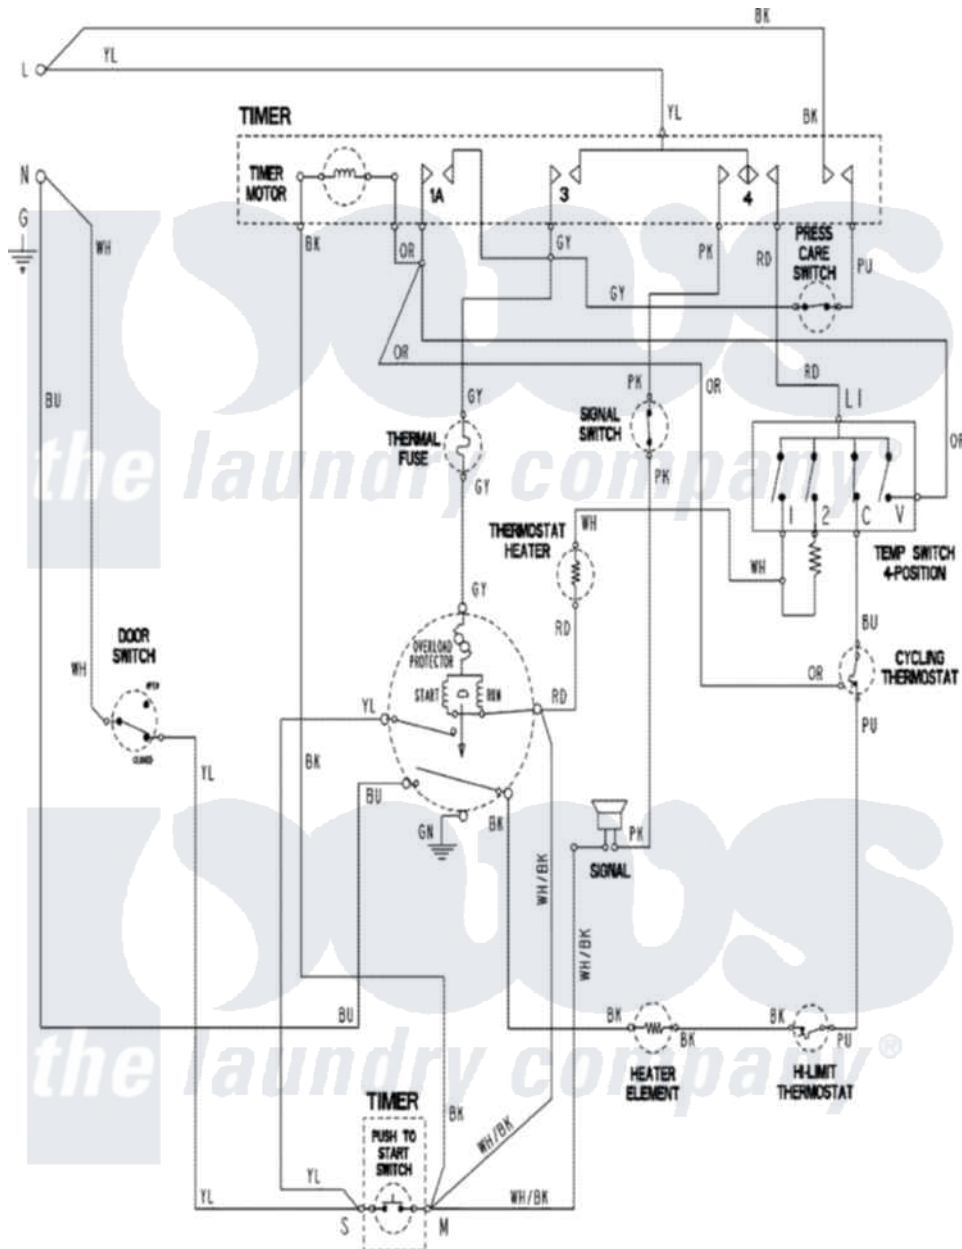 BK
L
YL
YL
BK
TIMER
N
TIMER
MOTOR
1A
3
4
G
WH
BK
OR
GY
PK
RD
PRESS
CARE
SWITCH
PU
GY
OR
RD
BU
GY
PK
OR
L1
THERMAL
FUSE
SIGNAL
SWITCH
OR
GY
PK
the laundry company®
1 2 C V
WH
THERMOSTAT
HEATER
TEMP SWITCH
4-POSITION
WH
GY
BU
DOOR
SWITCH
OVERLOAD
PROTECTOR
RD
CYCLING
THERMOSTAT
WH
OR
OPEN
START
RUN
RD
YL
PU
CLOSED
YL
BK
BU
GN
BK
PK
SIGNAL
WH/BK
WH/BK
BU
BK
BK
BK
PU
the laundry company®
HEATER
ELEMENT
HI-LIMIT
THERMOSTAT
TIMER
BK
PUSH TO
START
SWITCH
WH/BK
YL
YL
WH/BK
S
M